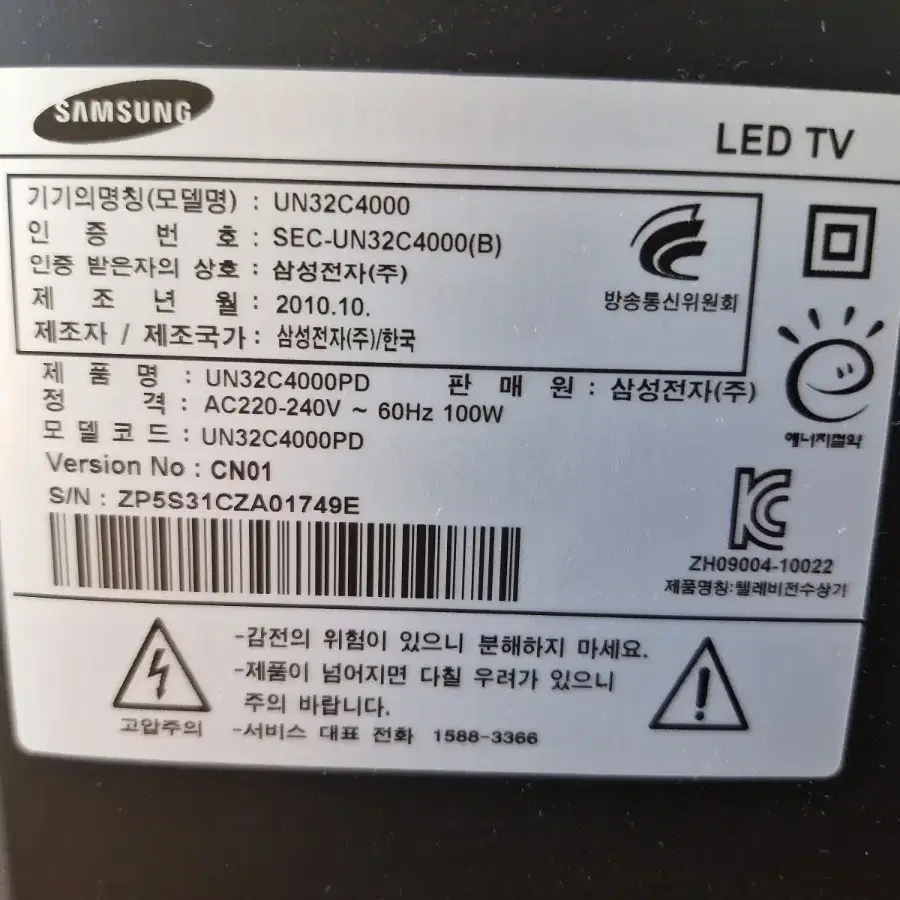 SAMSUNG
LED TV
기기의명칭(모델명) : UN32C4000
인 증 번 호 : SEC-UN32C4000(B)
인증 받은자의 상호 : 삼성전자(주)
제 조 년 월 : 2010.10.
제조자 / 제조국가 : 삼성전자(주)/한국
방송통신위원회
제 품 명 : UN32C4000PD 판 매 원 : 삼성전자(주)
정 격 : AC220-240V ~ 60Hz 100W
모 델 코 드 : UN32C4000PD
Version No : CN01
S/N : ZP5S31CZA01749E
에너지절약
KC
ZH09004-10022
제품명칭:텔레비전수상기
고압주의
-감전의 위험이 있으니 분해하지 마세요.
-제품이 넘어지면 다칠 우려가 있으니
주의 바랍니다.
-서비스 대표 전화 1588-3366